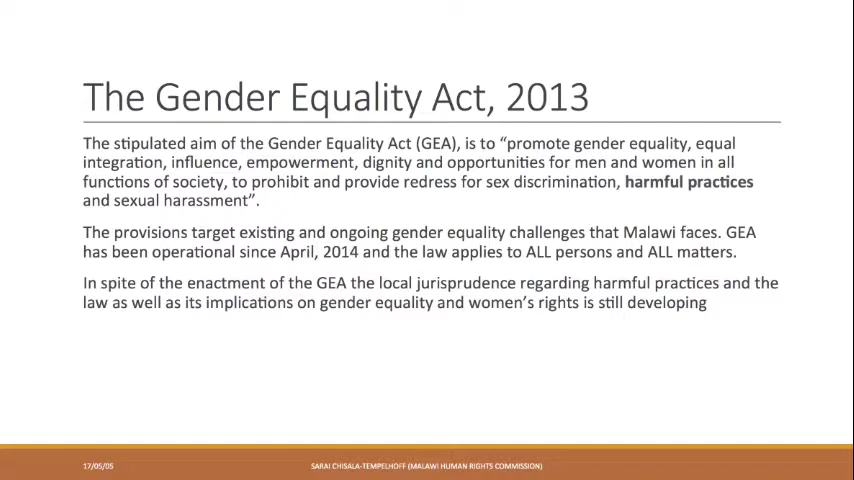 The Gender Equality Act, 2013
The stipulated aim of the Gender Equality Act (GEA), is to “promote gender equality, equal
integration, influence, empowerment, dignity and opportunities for men and women in all
functions of society, to prohibit and provide redress for sex discrimination, harmful practices
and sexual harassment”.
The provisions target existing and ongoing gender equality challenges that Malawi faces. GEA
has been operational since April, 2014 and the law applies to ALL persons and ALL matters.
In spite of the enactment of the GEA the local jurisprudence regarding harmful practices and the
law as well as its implications on gender equality and women’s rights is still developing
17/05/05
SARAI CHISALA-TEMPELHOFF (MALAWI HUMAN RIGHTS COMMISSION)